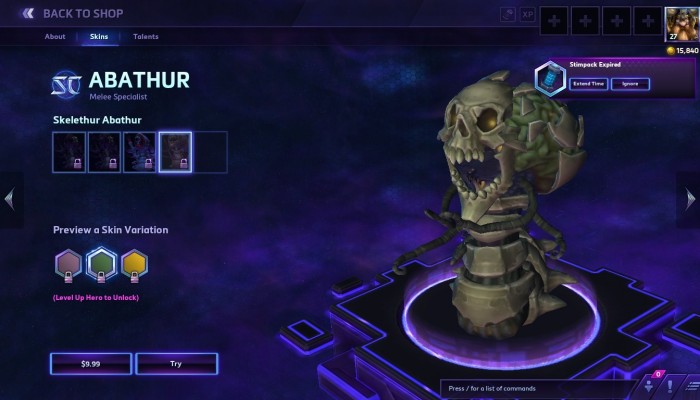 BACK TO SHOP
XP
27
15,840
About
Skins
Talents
Stimpack Expired
Extend Time
Ignore
ABATHUR
Melee Specialist
Skelethur Abathur
Preview a Skin Variation
(Level Up Hero to Unlock)
$9.99
Try
0
Press / for a list of commands